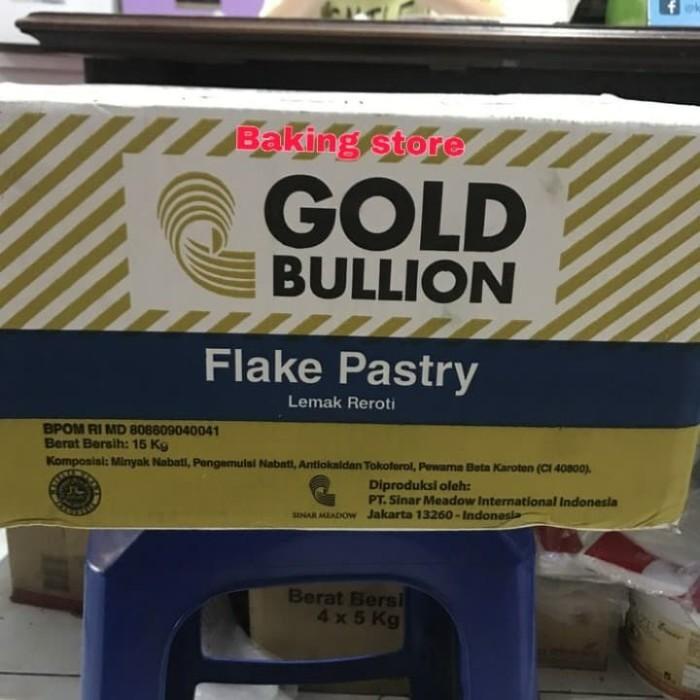 Baking store
GOLD
BULLION
Flake Pastry
Lemak Reroti
BPOM RI MD 808609040041
Berat Bersih: 15 Kg
Komposisi: Minyak Nabati, Pengemulsi Nabati, Antioksidan Tokoferol, Pewarna Beta Karoten (CI 40800).
Diproduksi oleh:
PT. Sinar Meadow International Indonesia
SINAR MEADOW Jakarta 13260 - Indonesia
Berat Bersi
4 x 5 Kg